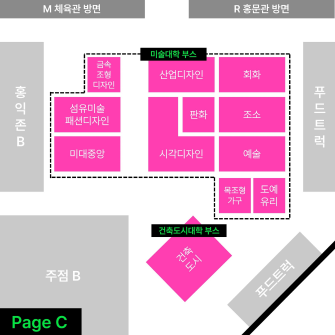 M 체육관 방면
R 홍문관 방면
미술대학 부스
금속
조형
디자인
산업디자인
회화
홍
익
존
B
푸
드
트
럭
섬유미술
패션디자인
판화
조소
미대중앙
시각디자인
예술
목조형
가구
도예
유리
건축도시대학 부스
건축
도시
주점 B
푸드트럭
Page C